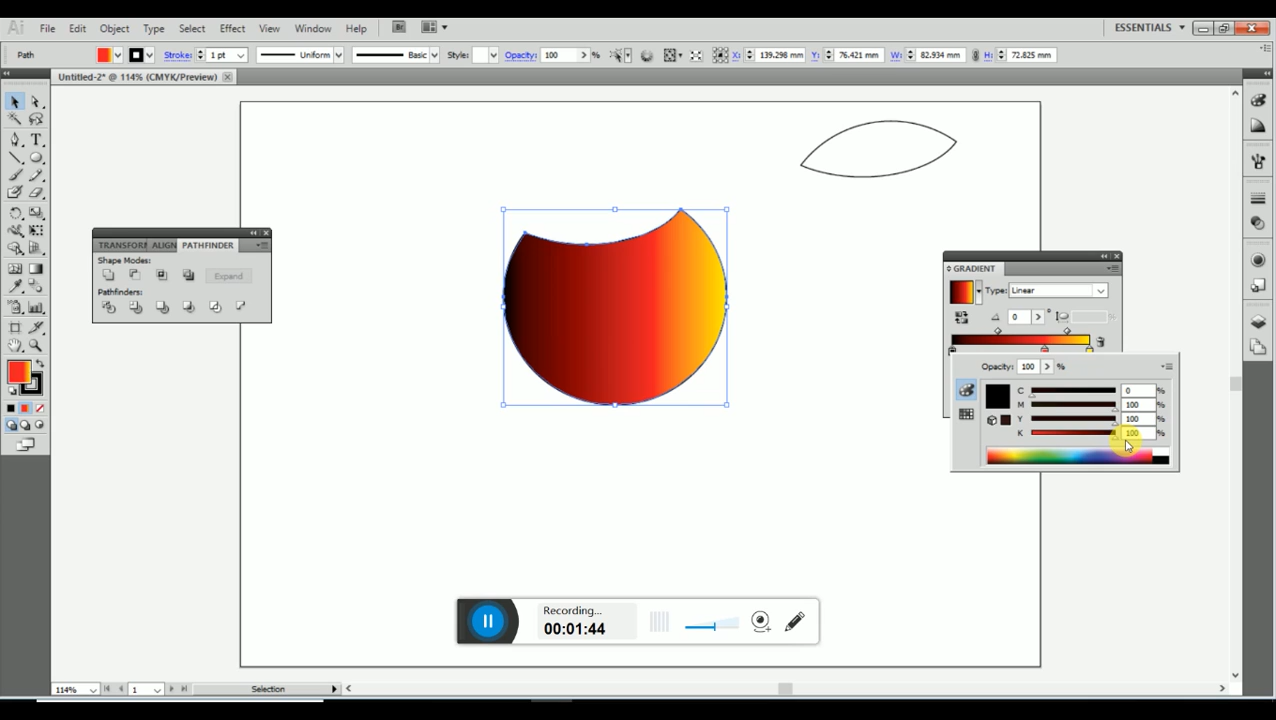 Ai File Edit Object Type Select Effect View Window Help Br ESSENTIALS
Path Stroke: 1 pt Uniform Basic Style: Opacity: 100 % X: 139.298 mm Y: 76.421 mm W: 82.934 mm H: 72.825 mm
Untitled-2* @ 114% (CMYK/Preview)
TRANSFORM ALIGN PATHFINDER
Shape Modes:
Expand
Pathfinders:
GRADIENT
Type: Linear
0
Opacity: 100 %
C 0 %
M 100 %
Y 100 %
K 100 %
Recording...
00:01:44
114% 1 Selection